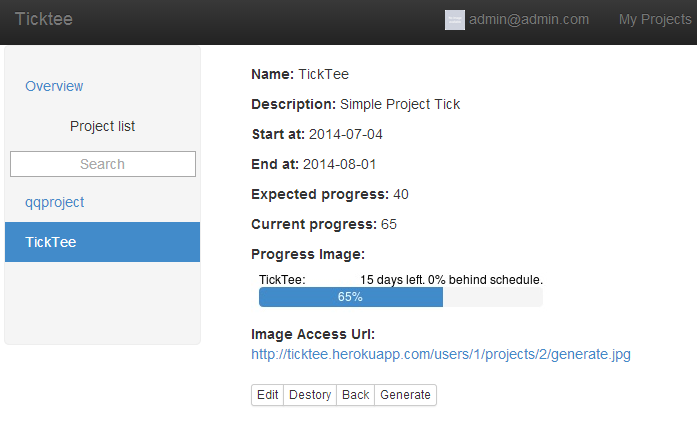 Ticktee
admin@admin.com
My Projects
Overview
Project list
Search
qqproject
TickTee
Name: TickTee
Description: Simple Project Tick
Start at: 2014-07-04
End at: 2014-08-01
Expected progress: 40
Current progress: 65
Progress Image:
TickTee: 15 days left. 0% behind schedule.
65%
Image Access Url:
http://ticktee.herokuapp.com/users/1/projects/2/generate.jpg
Edit Destory Back Generate